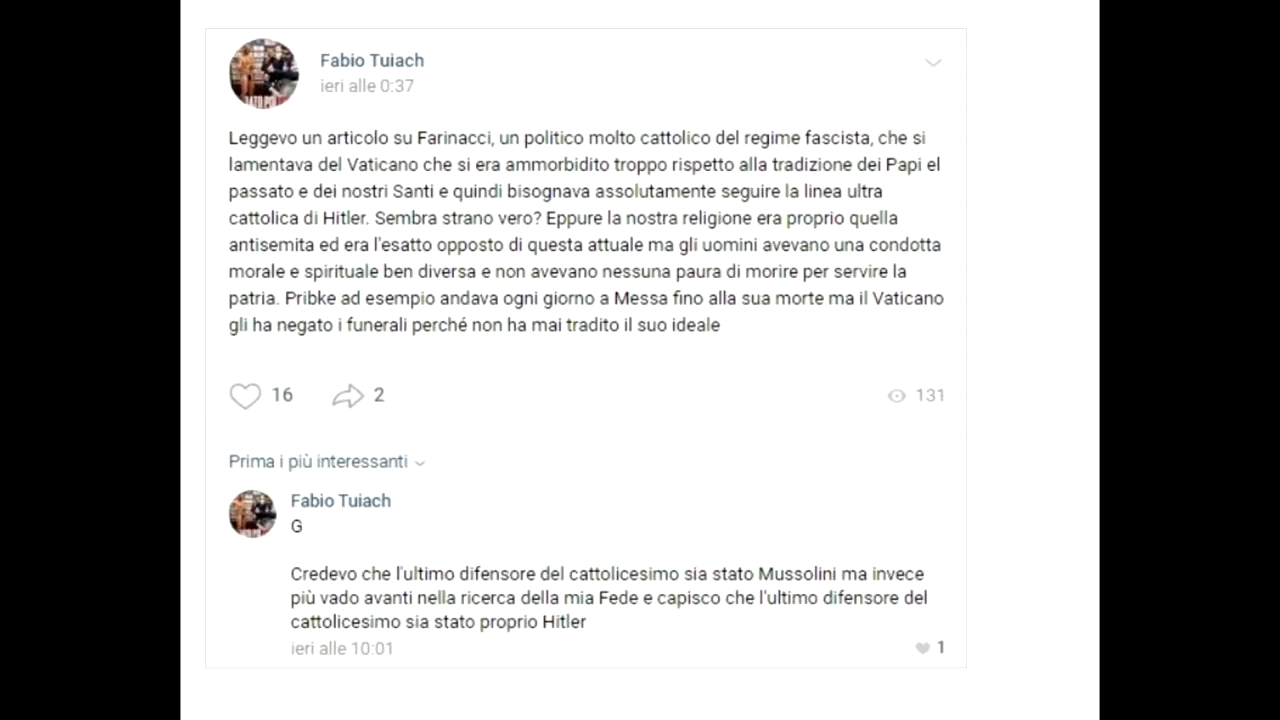 Fabio Tuiach
ieri alle 0:37
Leggevo un articolo su Farinacci, un politico molto cattolico del regime fascista, che si
lamentava del Vaticano che si era ammorbidito troppo rispetto alla tradizione dei Papi el
passato e dei nostri Santi e quindi bisognava assolutamente seguire la linea ultra
cattolica di Hitler. Sembra strano vero? Eppure la nostra religione era proprio quella
antisemita ed era l'esatto opposto di questa attuale ma gli uomini avevano una condotta
morale e spirituale ben diversa e non avevano nessuna paura di morire per servire la
patria. Pribke ad esempio andava ogni giorno a Messa fino alla sua morte ma il Vaticano
gli ha negato i funerali perché non ha mai tradito il suo ideale
16 2 131
Prima i più interessanti
Fabio Tuiach
G
Credevo che l'ultimo difensore del cattolicesimo sia stato Mussolini ma invece
più vado avanti nella ricerca della mia Fede e capisco che l'ultimo difensore del
cattolicesimo sia stato proprio Hitler
ieri alle 10:01 1